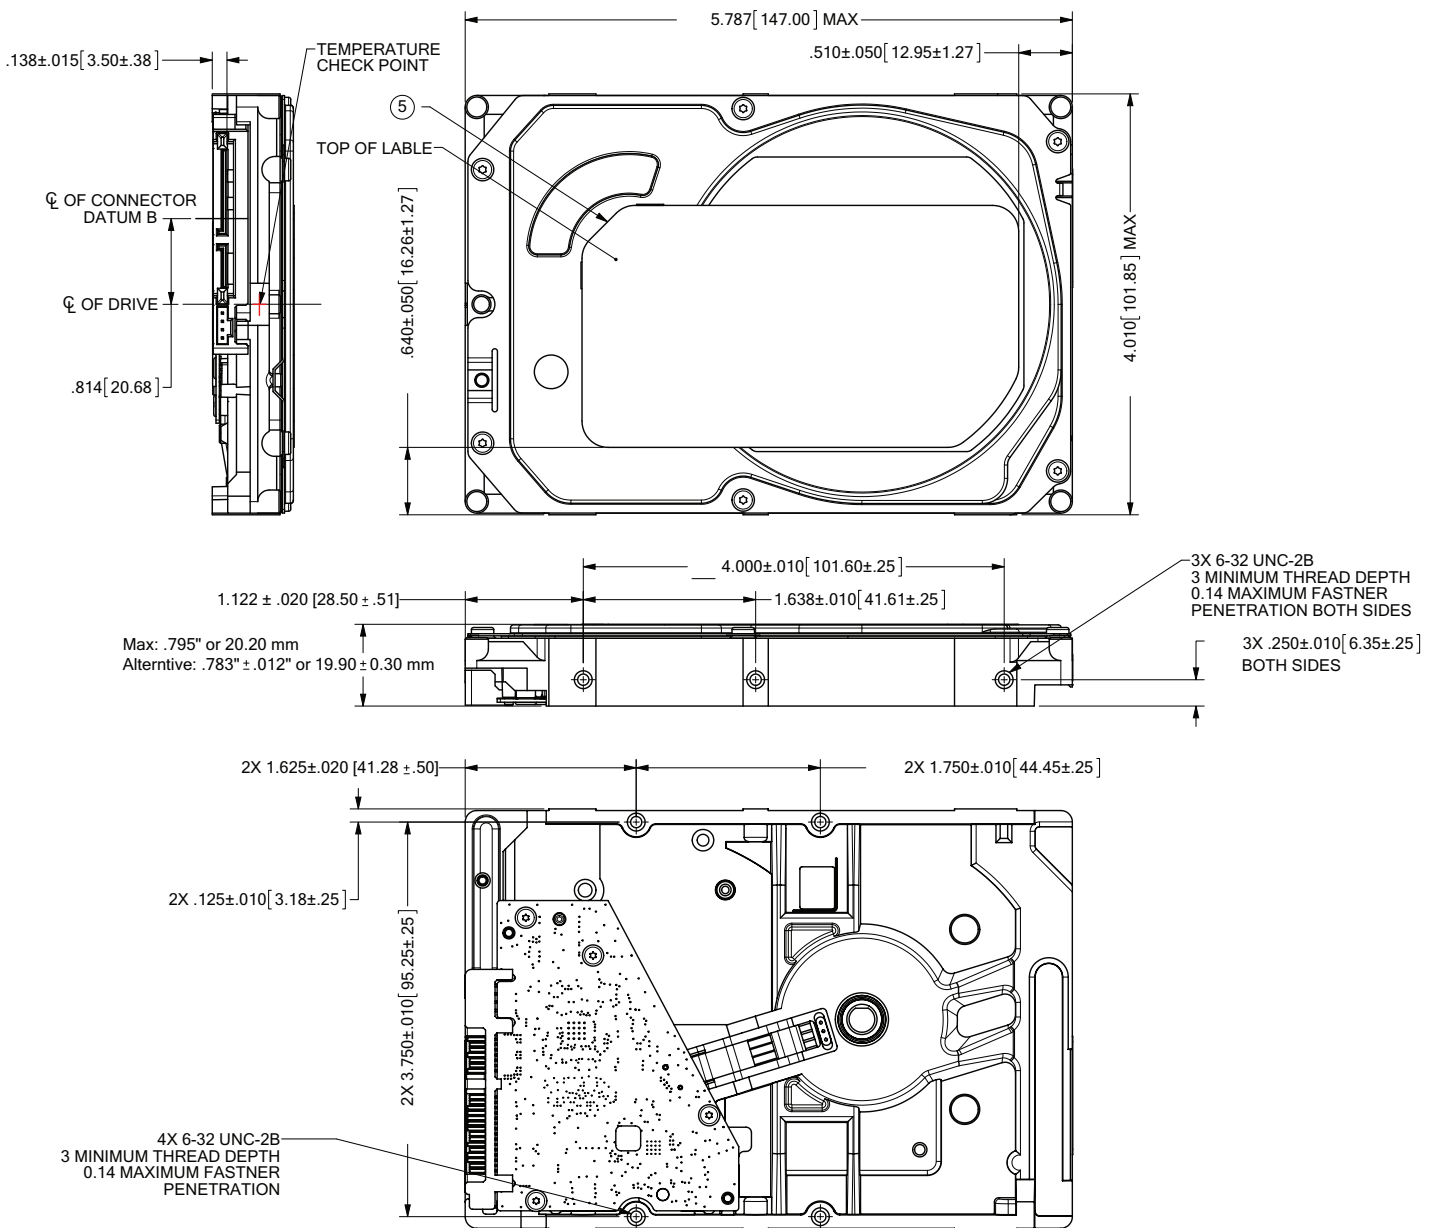 5.787[147.00] MAX
.510±.050[12.95±1.27]
.138±.015[3.50±.38]
TEMPERATURE
CHECK POINT
5
TOP OF LABLE
℄ OF CONNECTOR
DATUM B
℄ OF DRIVE
.814[20.68]
.640±.050[16.26±1.27]
4.010[101.85] MAX
4.000±.010[101.60±.25]
1.122 ± .020 [28.50 ± .51]
1.638±.010[41.61±.25]
3X 6-32 UNC-2B
3 MINIMUM THREAD DEPTH
0.14 MAXIMUM FASTNER
PENETRATION BOTH SIDES
Max: .795" or 20.20 mm
Alterntive: .783" ± .012" or 19.90 ± 0.30 mm
3X .250±.010[6.35±.25]
BOTH SIDES
2X 1.625±.020 [41.28 ± .50]
2X 1.750±.010[44.45±.25]
2X .125±.010[3.18±.25]
2X 3.750±.010[95.25±.25]
4X 6-32 UNC-2B
3 MINIMUM THREAD DEPTH
0.14 MAXIMUM FASTNER
PENETRATION